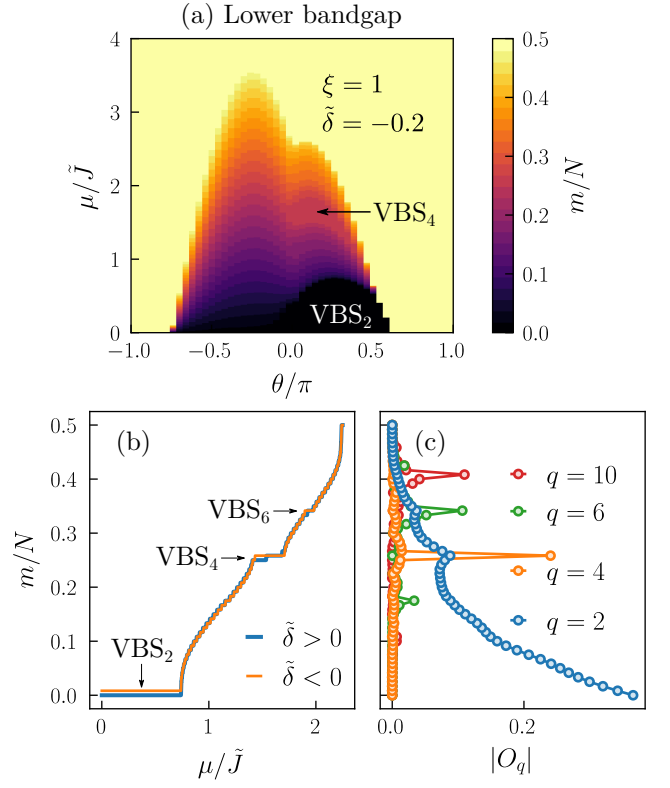 (a) Lower bandgap
ξ = 1
δ̃ = −0.2
VBS₄
VBS₂
μ/J̃
4
3
2
1
0
−1.0
−0.5
0.0
0.5
1.0
θ/π
0.5
0.4
0.3
0.2
0.1
0.0
m/N
(b)
VBS₆
VBS₄
VBS₂
δ̃ > 0
δ̃ < 0
m/N
0.5
0.4
0.3
0.2
0.1
0.0
1
2
μ/J̃
(c)
q = 10
q = 6
q = 4
q = 2
0.0
0.2
|O_q|